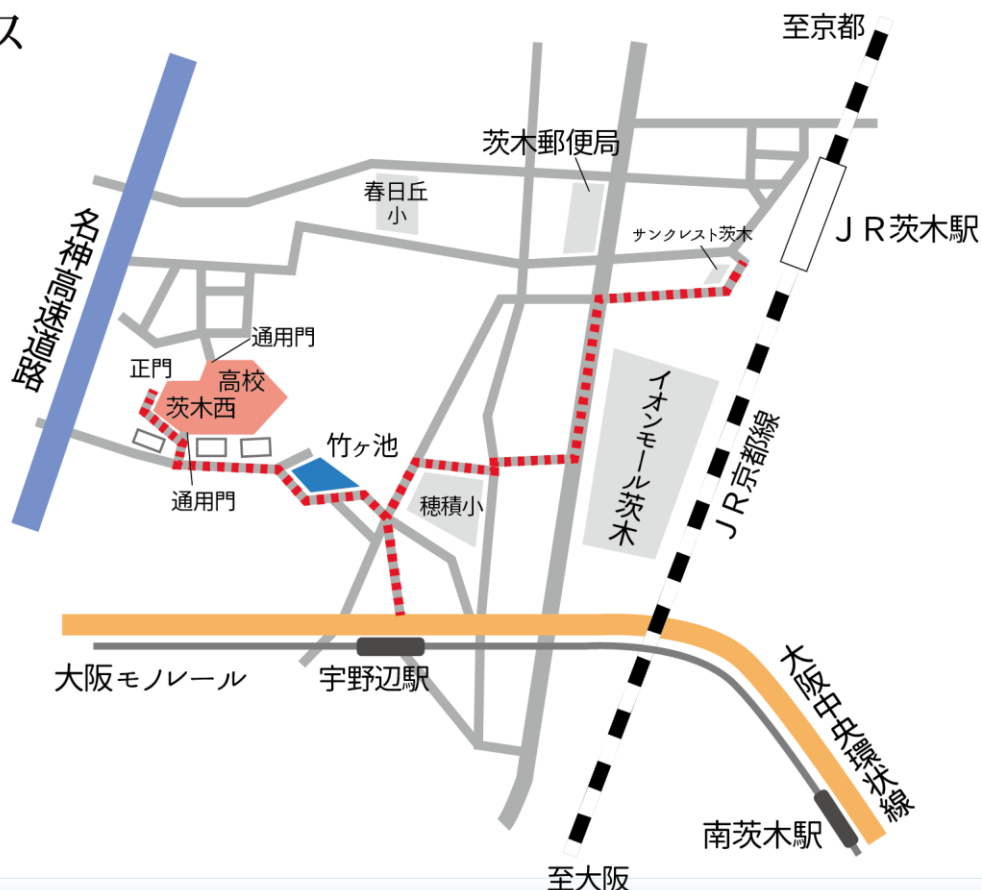 ス
至京都
茨木郵便局
春日丘
小
サンクレスト茨木
JR茨木駅
名神高速道路
通用門
正門
高校
茨木西
イオンモール茨木
竹ヶ池
JR京都線
通用門
穂積小
大阪モノレール
宇野辺駅
大阪中央環状線
南茨木駅
至大阪